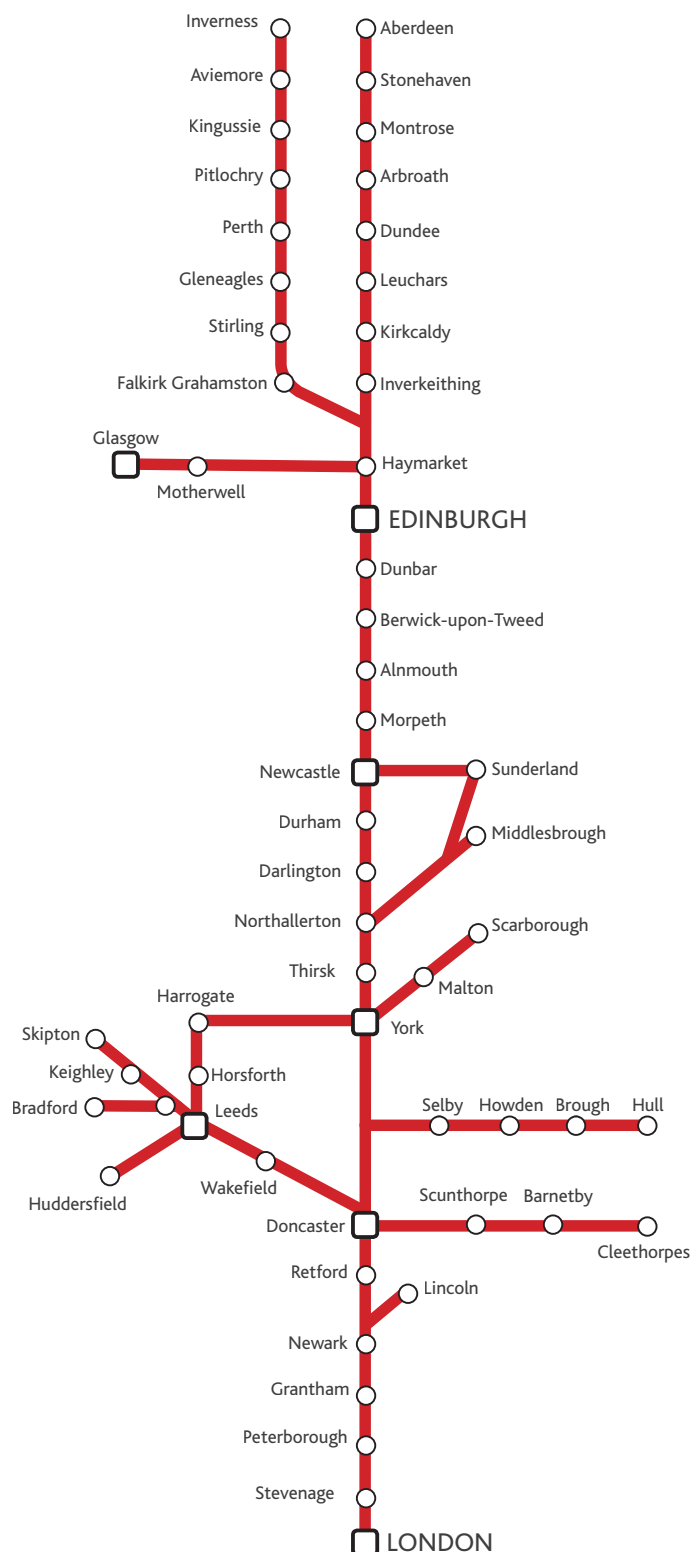 Inverness
Aberdeen
Aviemore
Stonehaven
Kingussie
Montrose
Pitlochry
Arbroath
Perth
Dundee
Gleneagles
Leuchars
Stirling
Kirkcaldy
Falkirk Grahamston
Inverkeithing
Glasgow
Haymarket
Motherwell
EDINBURGH
Dunbar
Berwick-upon-Tweed
Alnmouth
Morpeth
Newcastle
Sunderland
Durham
Middlesbrough
Darlington
Northallerton
Scarborough
Thirsk
Malton
Harrogate
York
Skipton
Keighley
Horsforth
Bradford
Leeds
Selby
Howden
Brough
Hull
Wakefield
Huddersfield
Scunthorpe
Barnetby
Doncaster
Cleethorpes
Retford
Lincoln
Newark
Grantham
Peterborough
Stevenage
LONDON